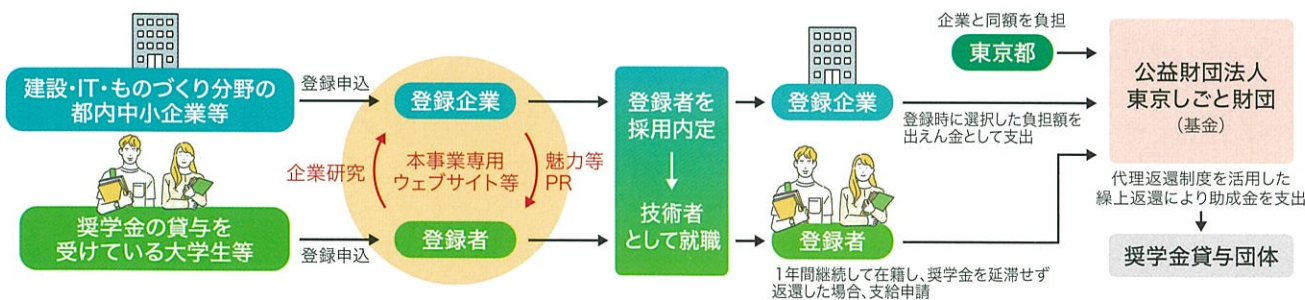 建設・IT・ものづくり分野の
都内中小企業等
登録申込
奨学金の貸与を
受けている大学生等
登録申込
登録企業
企業研究
本事業専用
ウェブサイト等
魅力等
PR
登録者
登録者を
採用内定
技術者
として就職
登録企業
登録時に選択した負担額を
出えん金として支出
登録者
1年間継続して在籍し、奨学金を延滞せず
返還した場合、支給申請
企業と同額を負担
東京都
公益財団法人
東京しごと財団
（基金）
代理返還制度を活用した
繰上返還により助成金を支出
奨学金貸与団体